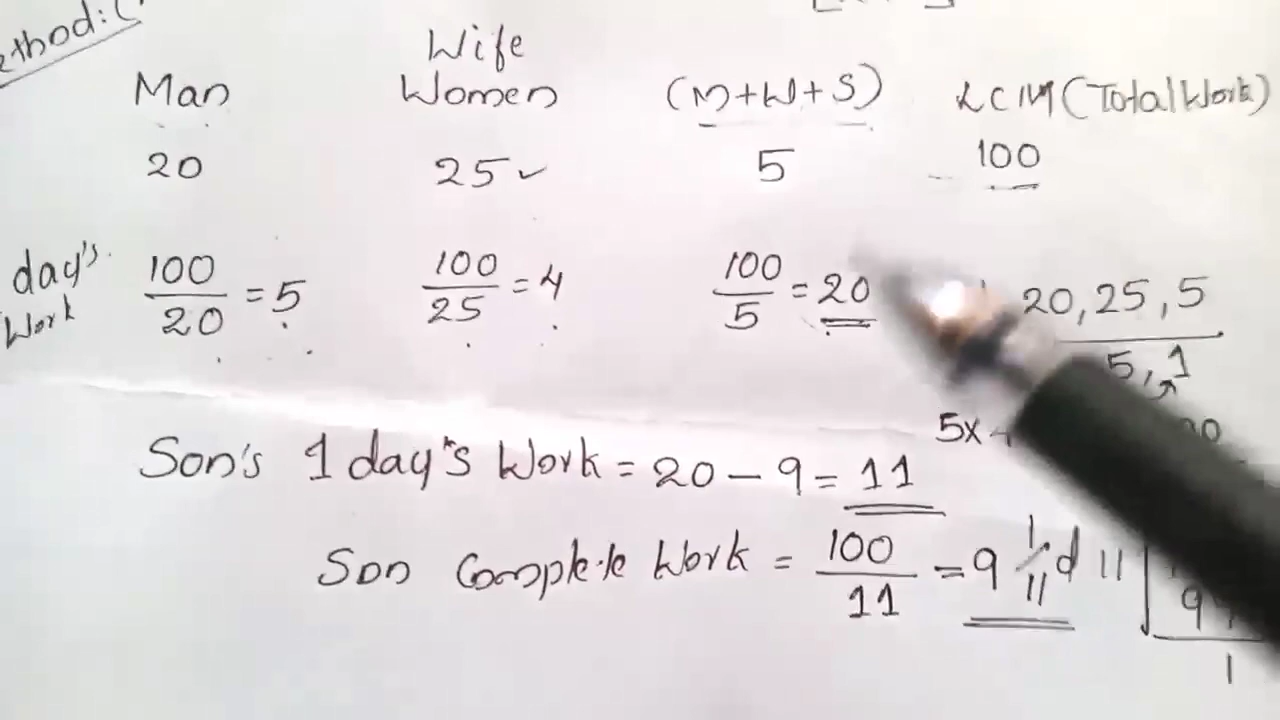 ethod:
Wife
Man Women (M+W+S) LCM (Total Work)
20 25 ✓ 5 100
day's Work 100/20 = 5 100/25 = 4 100/5 = 20 20, 25, 5
5, 1
5x
Son's 1 day's Work = 20 - 9 = 11
Son Complete Work = 100/11 = 9 1/11 d 11
9
1